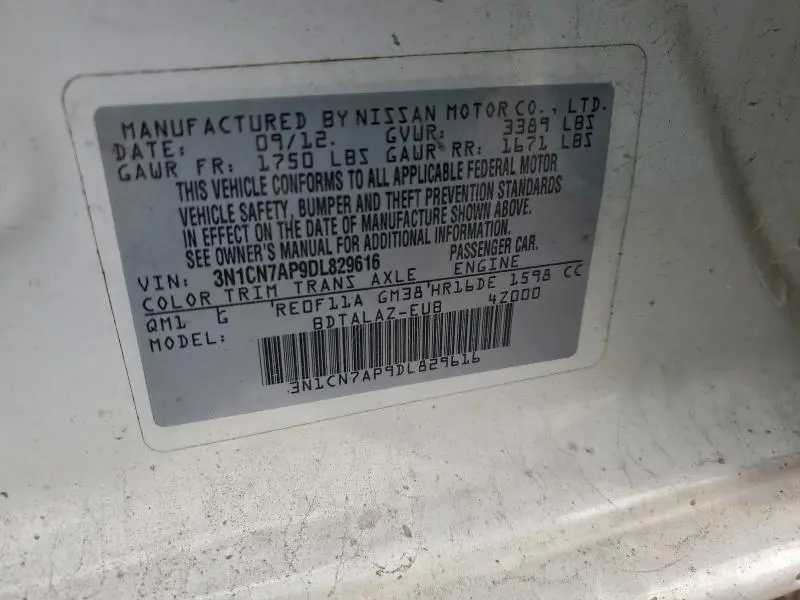 MANUFACTURED BY NISSAN MOTOR CO., LTD.
DATE: 09/12. GVWR: 3389 LBS
GAWR FR: 1750 LBS GAWR RR: 1671 LBS
THIS VEHICLE CONFORMS TO ALL APPLICABLE FEDERAL MOTOR
VEHICLE SAFETY, BUMPER AND THEFT PREVENTION STANDARDS
IN EFFECT ON THE DATE OF MANUFACTURE SHOWN ABOVE.
SEE OWNER'S MANUAL FOR ADDITIONAL INFORMATION.
VIN: 3N1CN7AP9DL829616 PASSENGER CAR.
COLOR TRIM TRANS AXLE ENGINE
QM1 G RE0F11A GM38 HR16DE 1598 CC
MODEL: BDTALAZ-EUB 4Z000
3N1CN7AP9DL829616